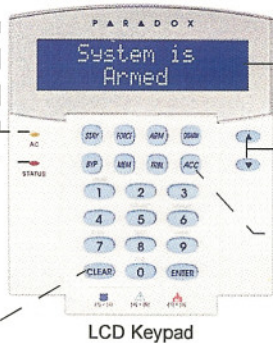 PARADOX
System is
Armed
STAY FORCE ARM DISARM
AC
BYP MEM TRBL ACC
STATUS
1 2 3
4 5 6
7 8 9
CLEAR 0 ENTER
LCD Keypad